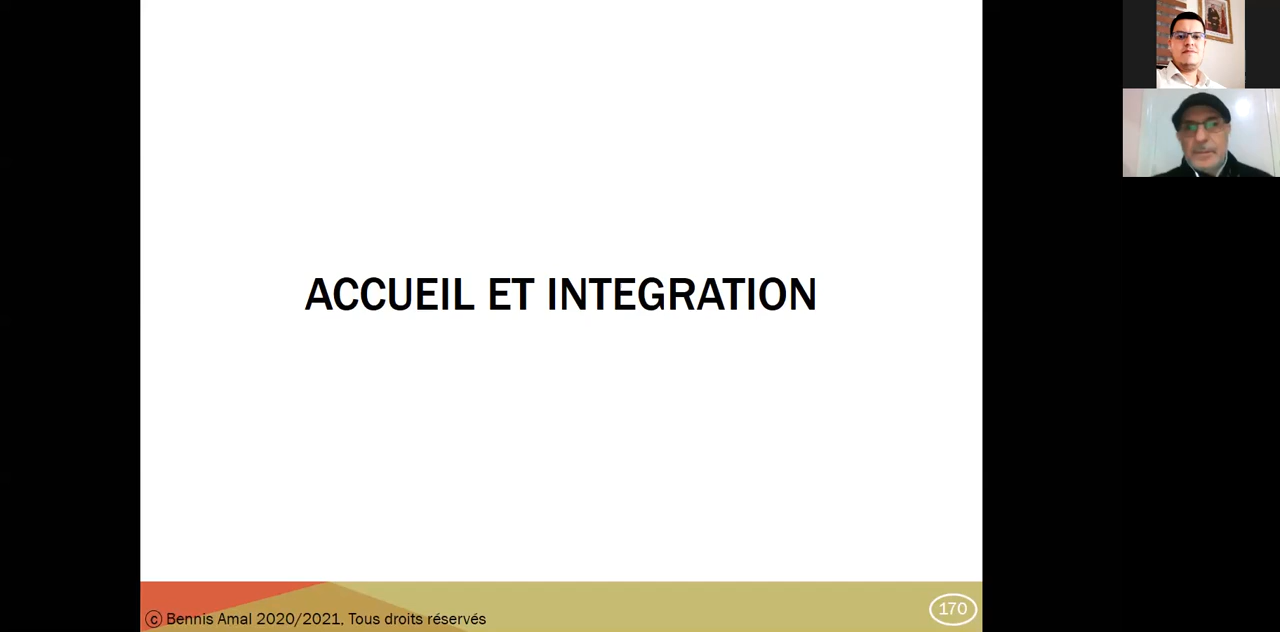 ACCUEIL ET INTEGRATION
ⓒ Bennis Amal 2020/2021. Tous droits réservés
170